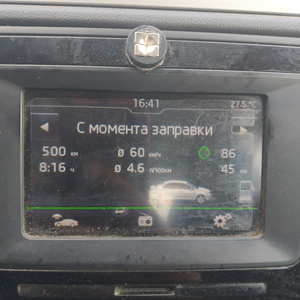 16:41 27.5 °C
С момента заправки
500 км ø 60 км/ч 86
8:16 ч ø 4.6 л/100км 45 км